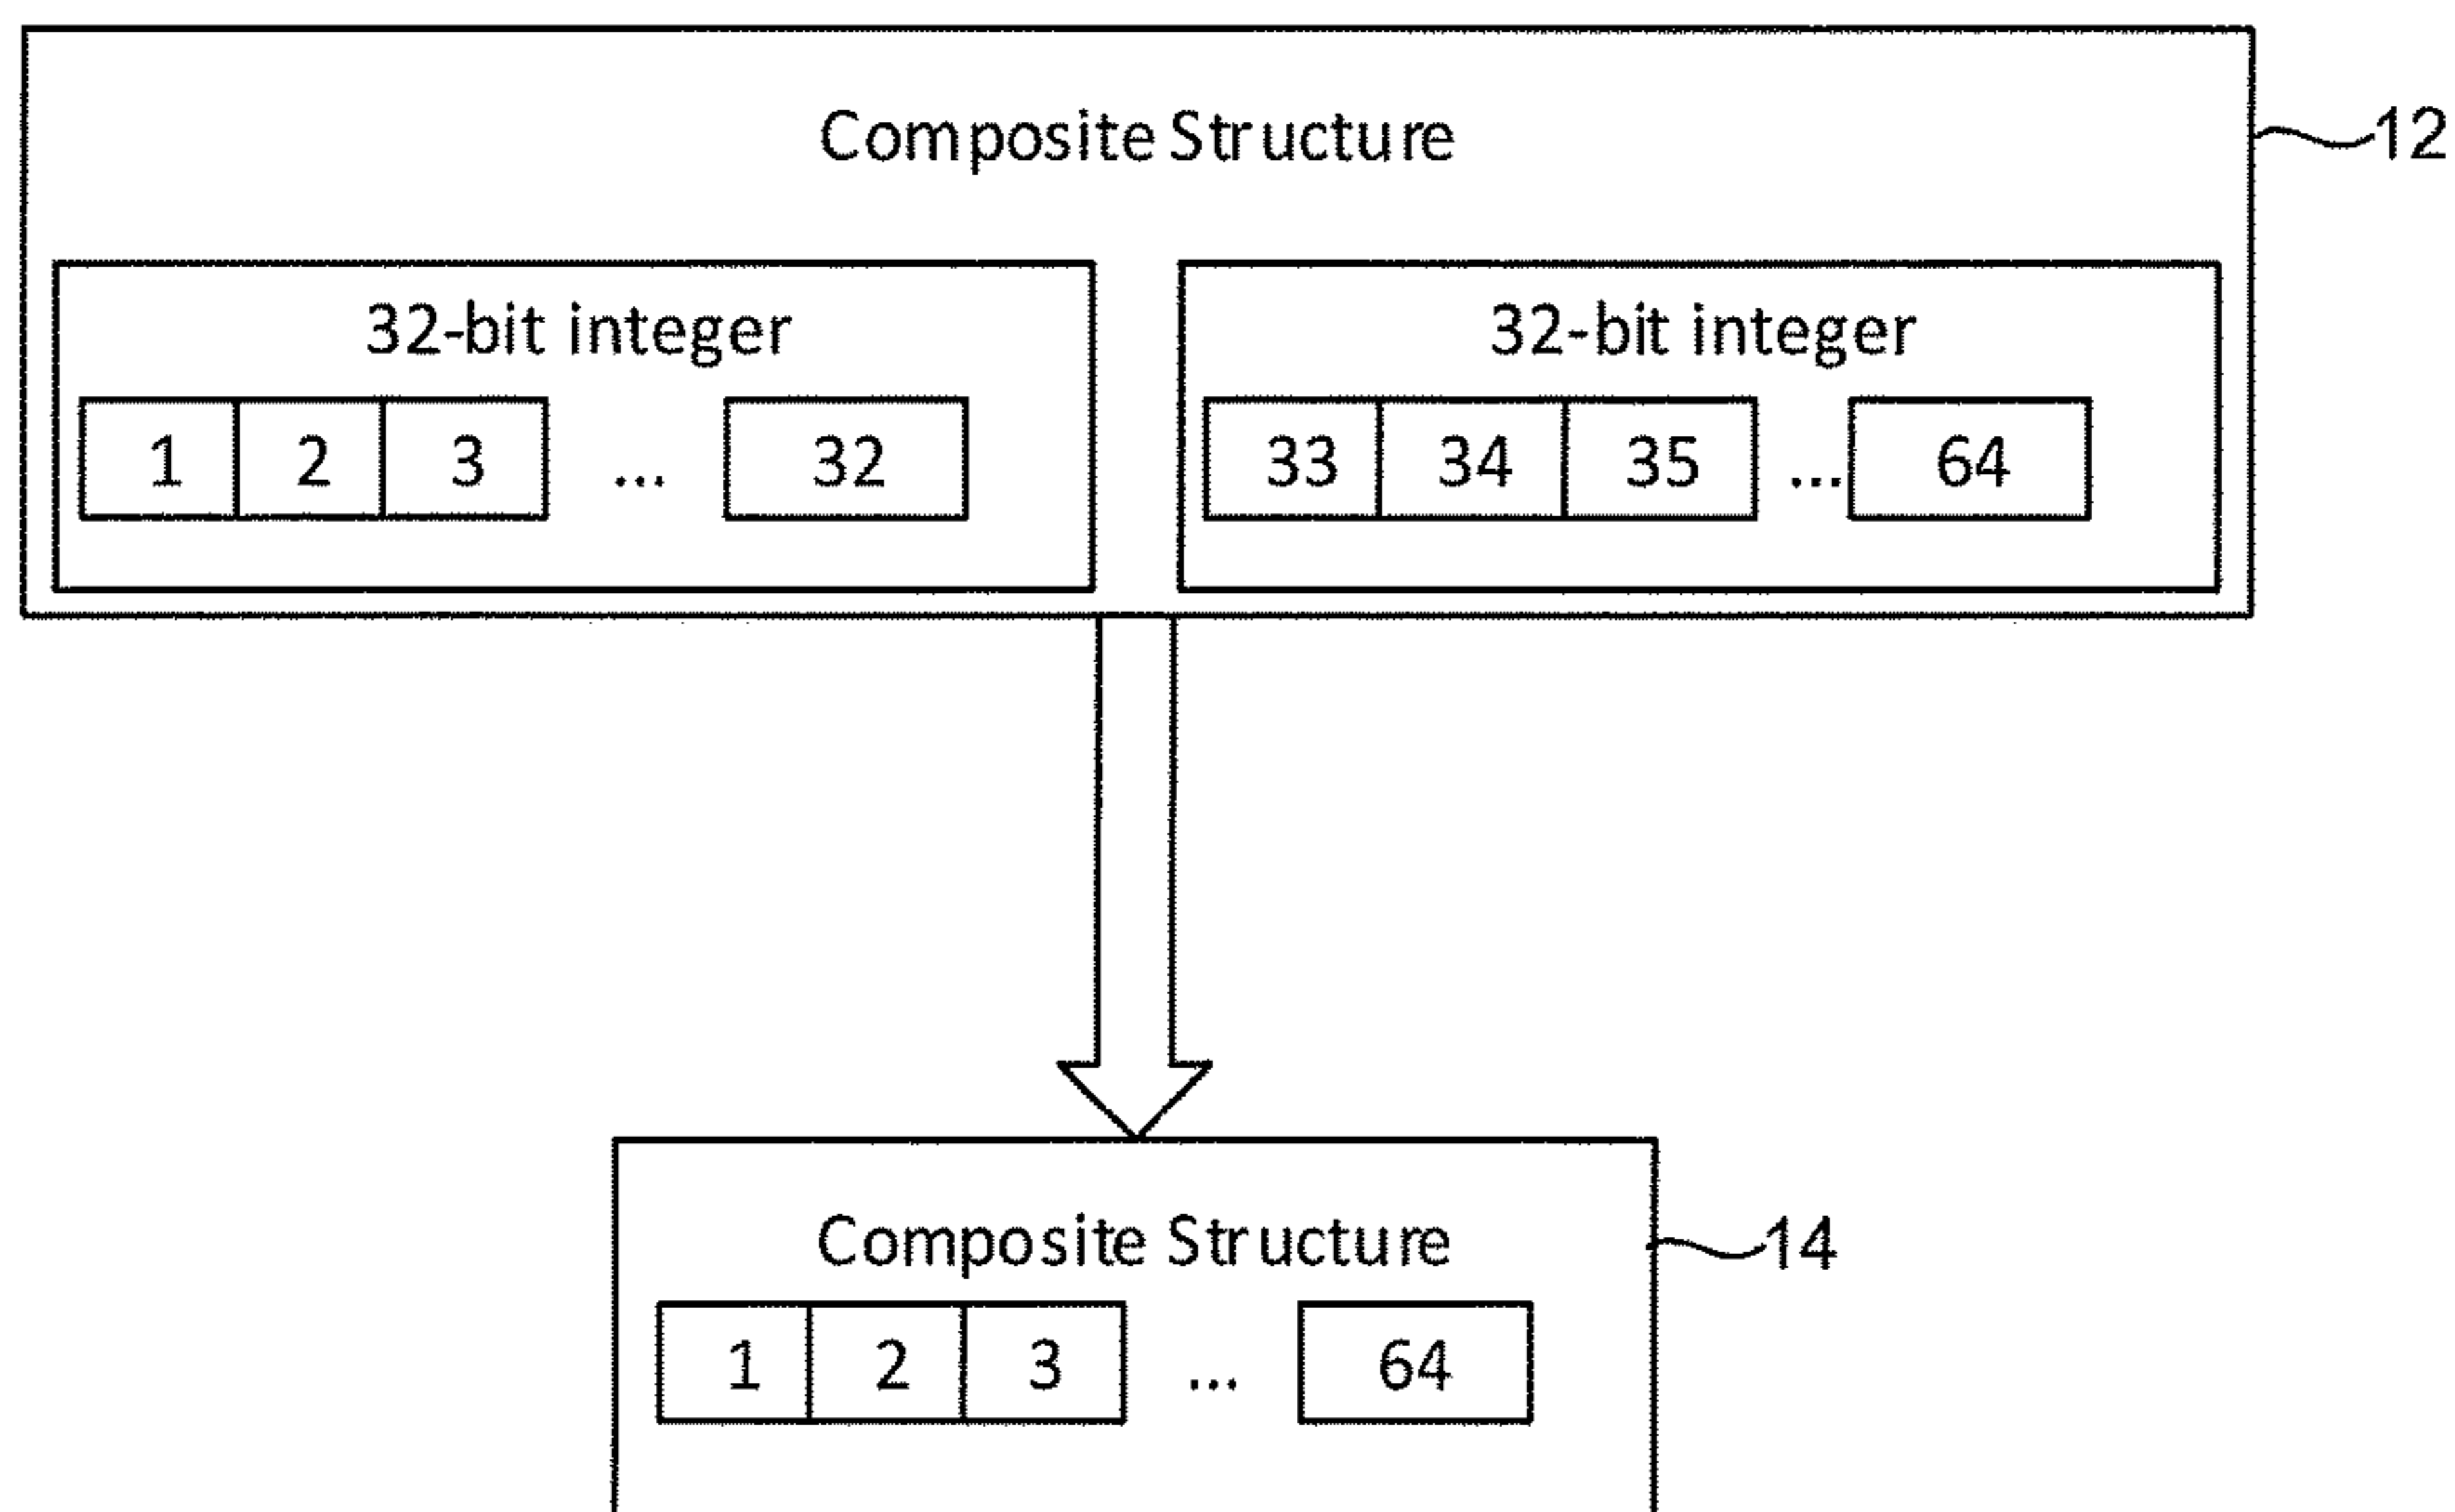 Composite Structure
12
32-bit integer
1 2 3 ... 32
32-bit integer
33 34 35 ... 64
Composite Structure
14
1 2 3 ... 64